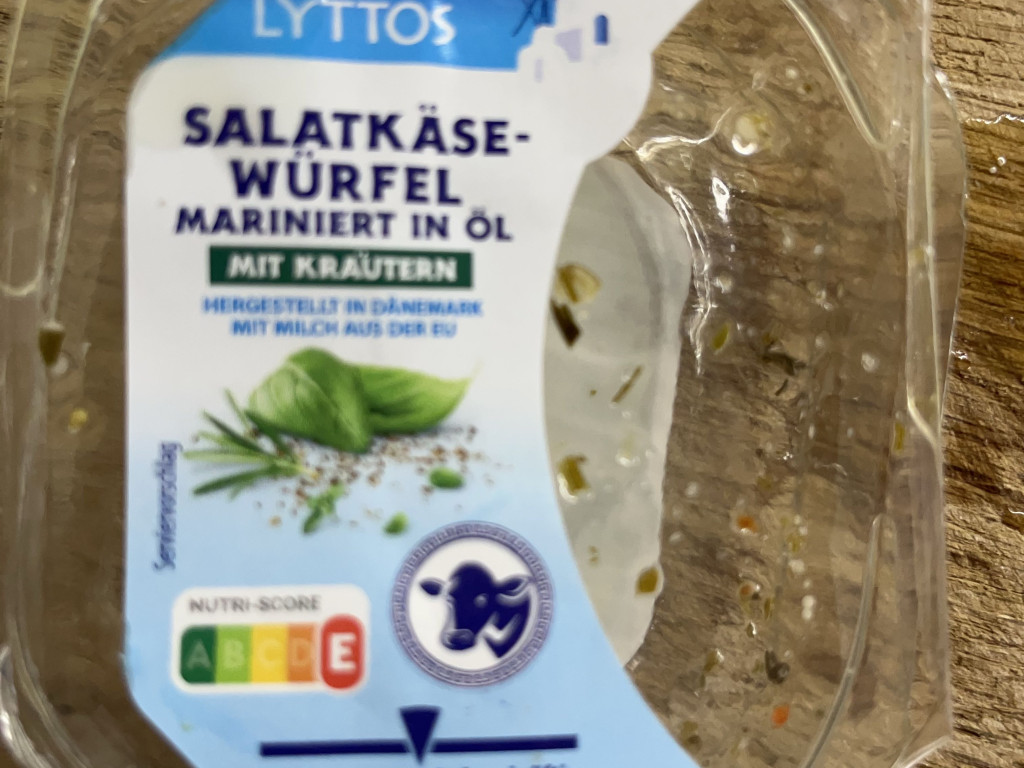 LYTTOS
SALATKÄSE-
WÜRFEL
MARINIERT IN ÖL
MIT KRÄUTERN
HERGESTELLT IN DÄNEMARK
MIT MILCH AUS DER EU
Serviervorschlag
NUTRI-SCORE
A B C D E